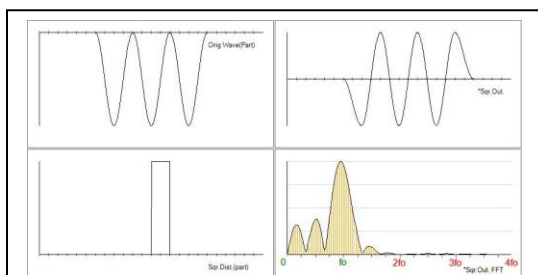 Orig Wave(Part)
*Sqr Out.
Sqr Dist.(part)
0 fo 2fo 3fo 4fo
*Sqr Out. FFT